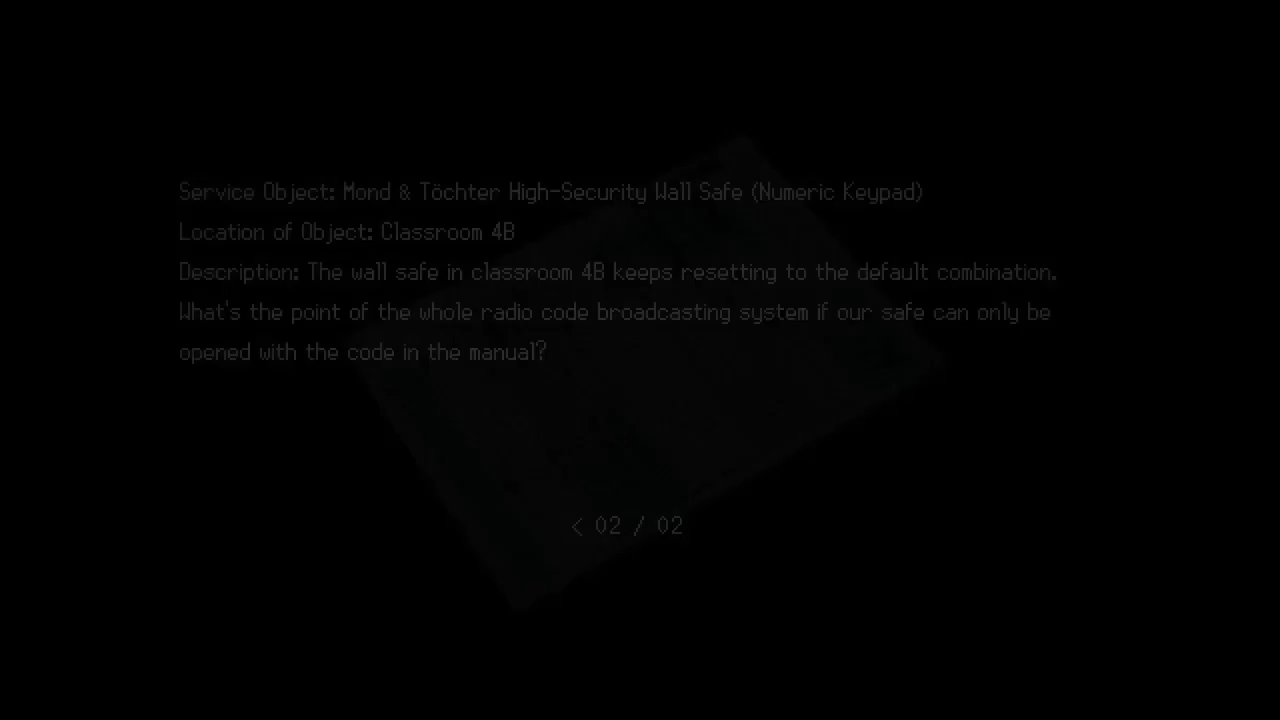 Service Object: Mond & Töchter High-Security Wall Safe (Numeric Keypad)
Location of Object: Classroom 4B
Description: The wall safe in classroom 4B keeps resetting to the default combination.
What's the point of the whole radio code broadcasting system if our safe can only be
opened with the code in the manual?
< 02 / 02